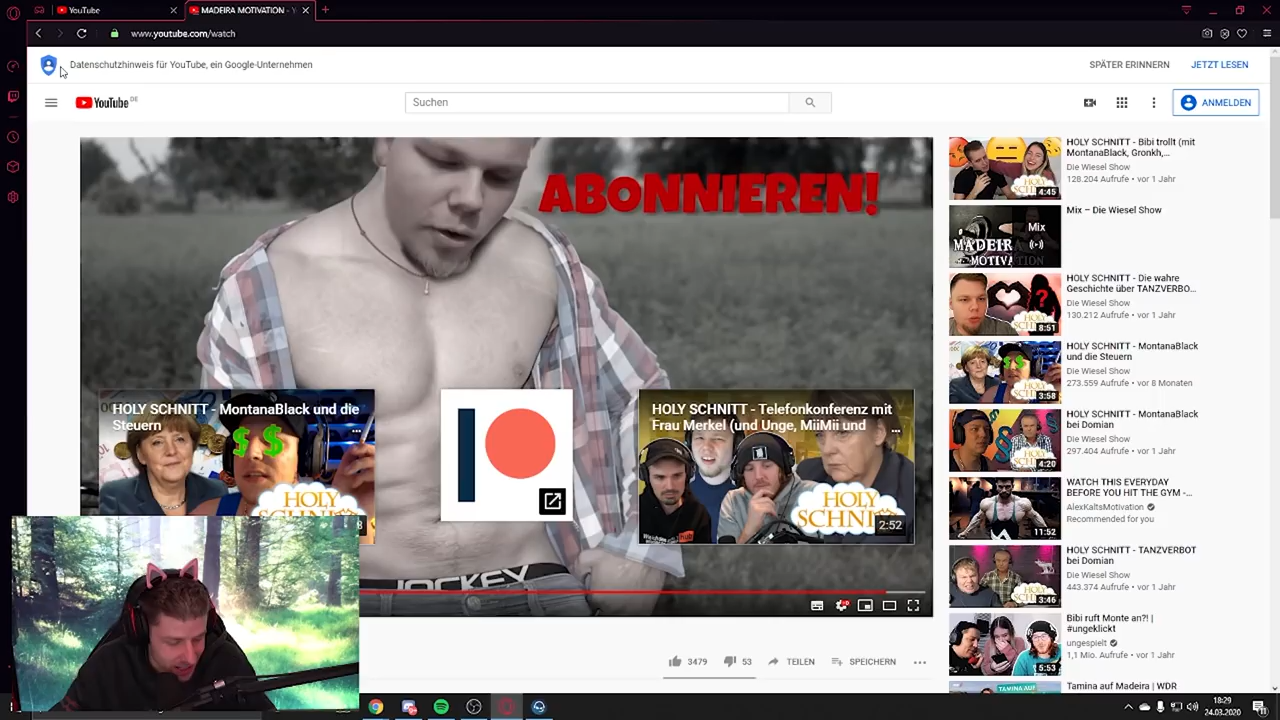 YouTube
MADEIRA MOTIVATION - Y
www.youtube.com/watch
Datenschutzhinweis für YouTube, ein Google-Unternehmen
SPÄTER ERINNERN
JETZT LESEN
YouTube DE
Suchen
ANMELDEN
ABONNIEREN!
HOLY SCHNITT - MontanaBlack und die
Steuern
HOLY
HOLY SCHNITT - Telefonkonferenz mit
Frau Merkel (und Unge, MiiMii und
HOLY
SCHNI
2:52
JOCKEY
3479
53
TEILEN
SPEICHERN
HOLY SCHNITT - Bibi trollt (mit
MontanaBlack, Gronkh,...
Die Wiesel Show
128.204 Aufrufe • vor 1 Jahr
4:45
Mix – Die Wiesel Show
Mix
MADEIRA
MOTIVATION
HOLY SCHNITT - Die wahre
Geschichte über TANZVERBO...
Die Wiesel Show
130.212 Aufrufe • vor 1 Jahr
8:51
HOLY SCHNITT - MontanaBlack
und die Steuern
Die Wiesel Show
273.559 Aufrufe • vor 8 Monaten
3:58
HOLY SCHNITT - MontanaBlack
bei Domian
Die Wiesel Show
297.404 Aufrufe • vor 1 Jahr
4:20
WATCH THIS EVERYDAY
BEFORE YOU HIT THE GYM -...
AlexKaltsMotivation
Recommended for you
11:52
HOLY SCHNITT - TANZVERBOT
bei Domian
Die Wiesel Show
443.374 Aufrufe • vor 1 Jahr
3:46
Bibi ruft Monte an?! |
#ungeklickt
ungespielt
1,1 Mio. Aufrufe • vor 1 Jahr
5:53
Tamina auf Madeira | WDR
TAMINA AUF
18:29
24.03.2020